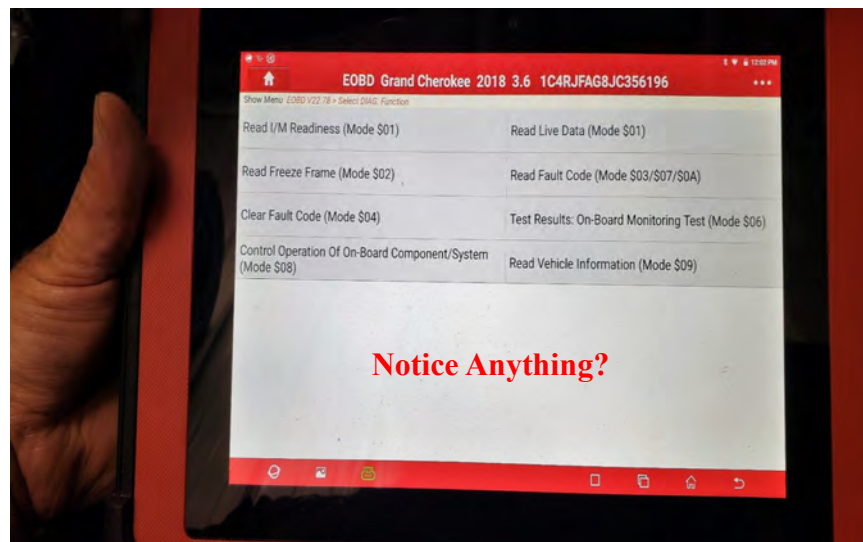 12:02 PM
EOBD Grand Cherokee 2018 3.6 1C4RJFAG8JC356196
Show Menu EOBD V22.78 > Select DIAG. Function
Read I/M Readiness (Mode $01)
Read Live Data (Mode $01)
Read Freeze Frame (Mode $02)
Read Fault Code (Mode $03/$07/$0A)
Clear Fault Code (Mode $04)
Test Results: On-Board Monitoring Test (Mode $06)
Control Operation Of On-Board Component/System
(Mode $08)
Read Vehicle Information (Mode $09)
Notice Anything?